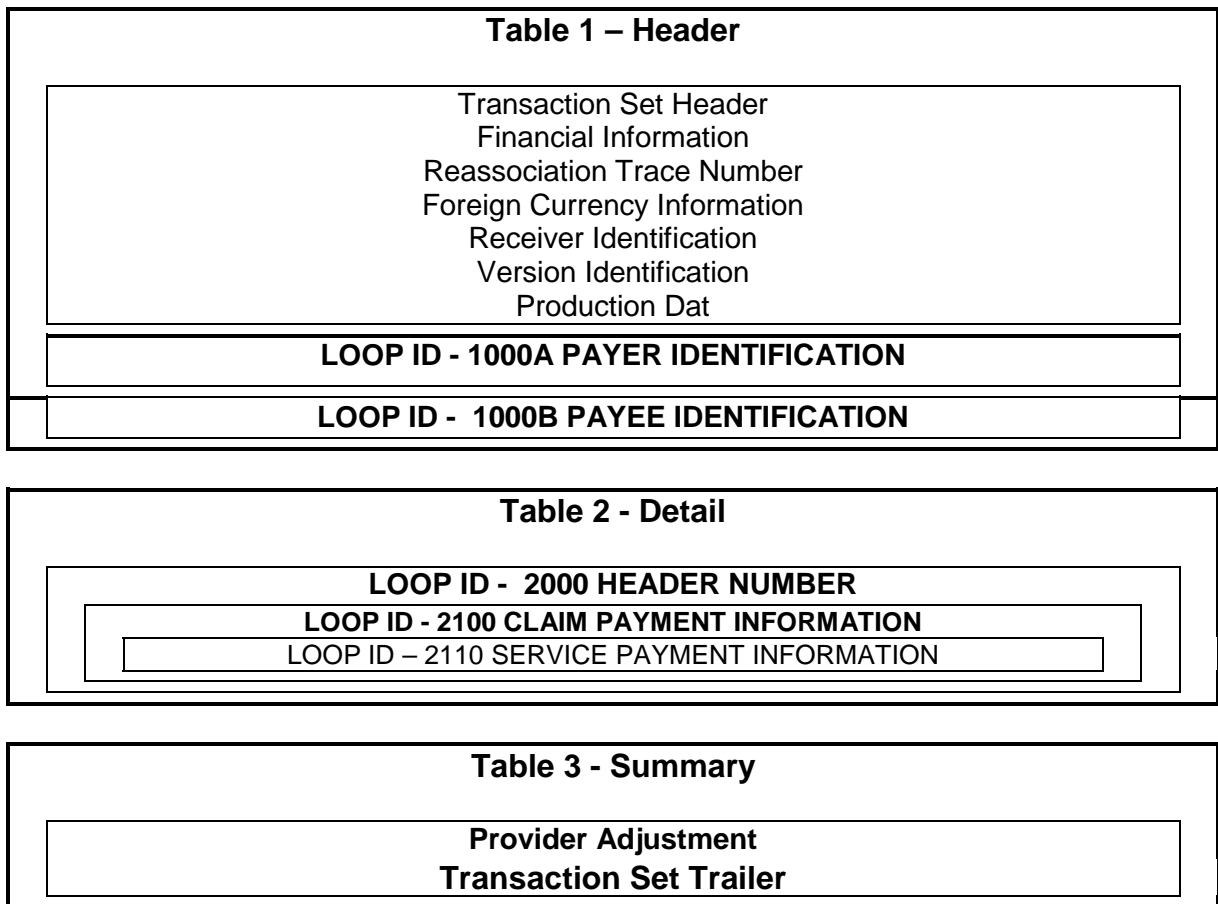 Table 1 – Header
Transaction Set Header
Financial Information
Reassociation Trace Number
Foreign Currency Information
Receiver Identification
Version Identification
Production Dat
LOOP ID - 1000A PAYER IDENTIFICATION
LOOP ID - 1000B PAYEE IDENTIFICATION
Table 2 - Detail
LOOP ID - 2000 HEADER NUMBER
LOOP ID - 2100 CLAIM PAYMENT INFORMATION
LOOP ID – 2110 SERVICE PAYMENT INFORMATION
Table 3 - Summary
Provider Adjustment
Transaction Set Trailer